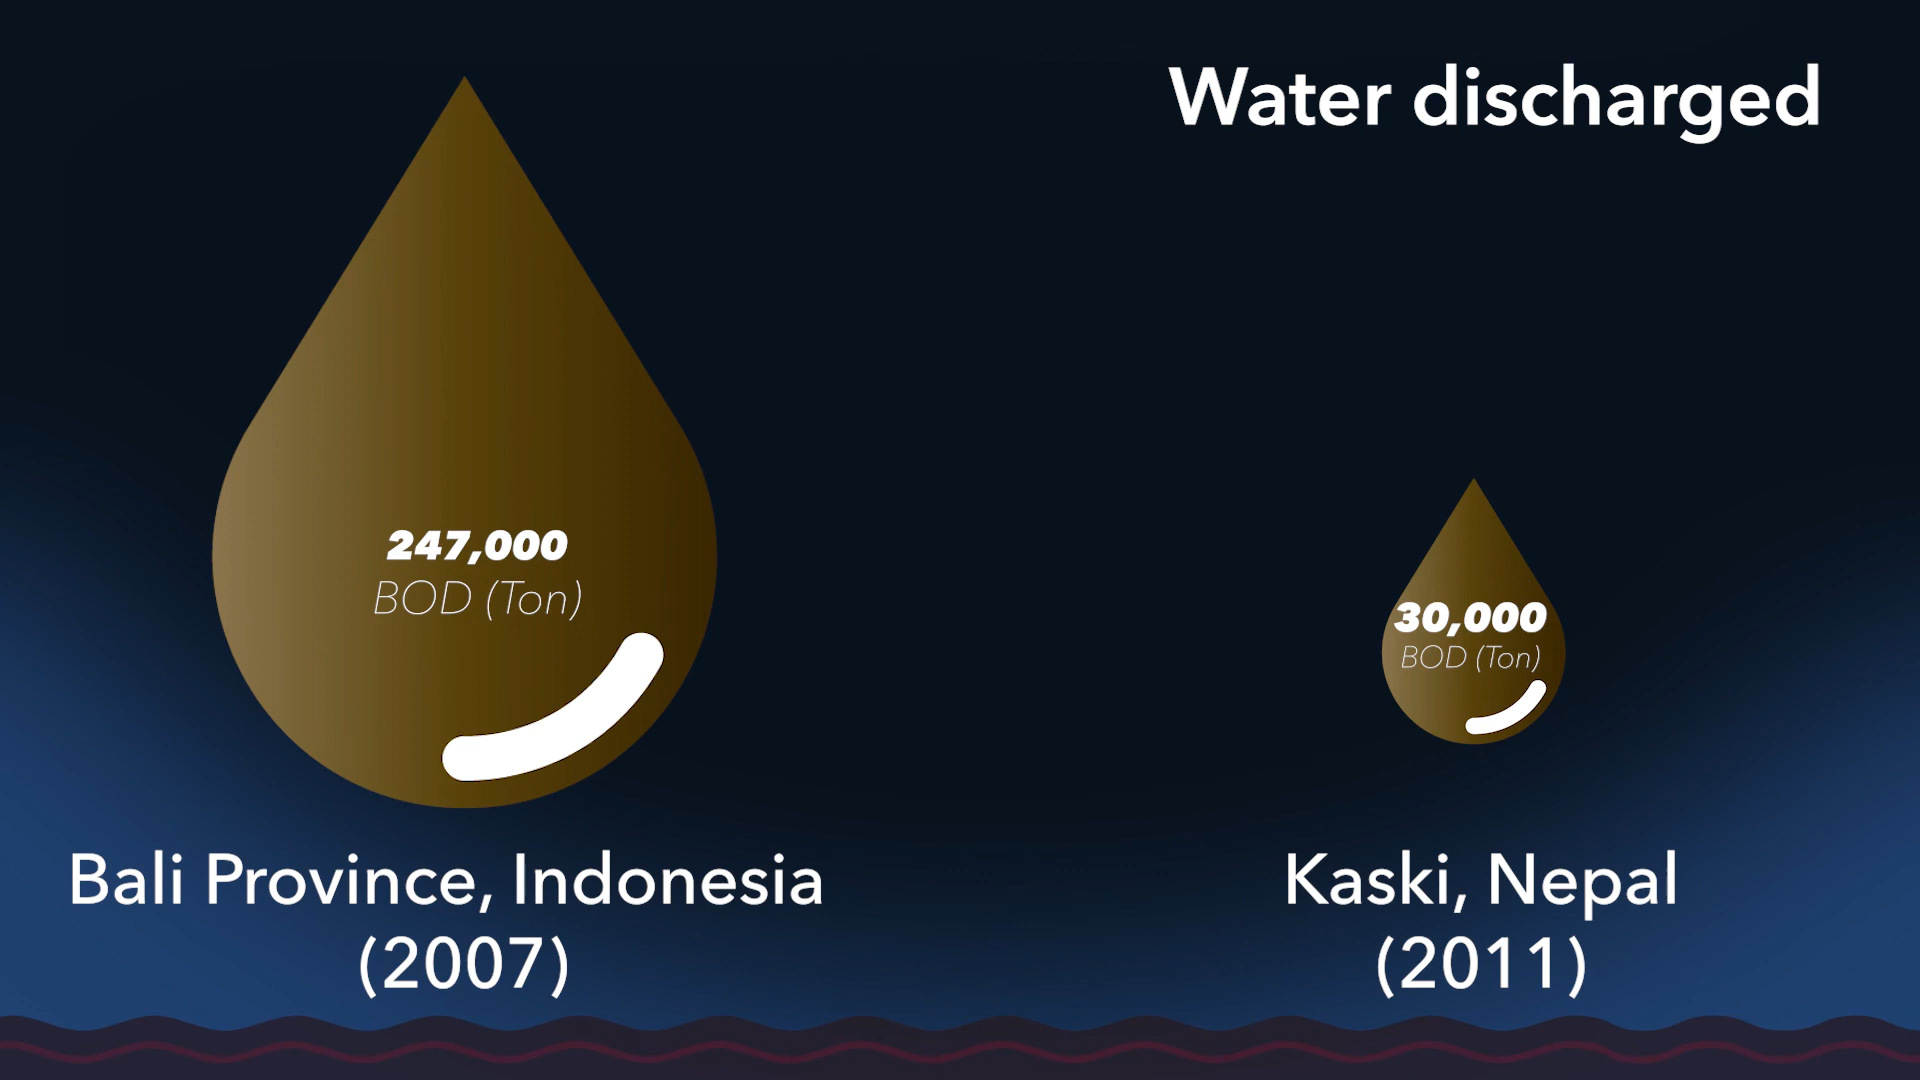 Water discharged
247,000
BOD (Ton)
30,000
BOD (Ton)
Bali Province, Indonesia
(2007)
Kaski, Nepal
(2011)